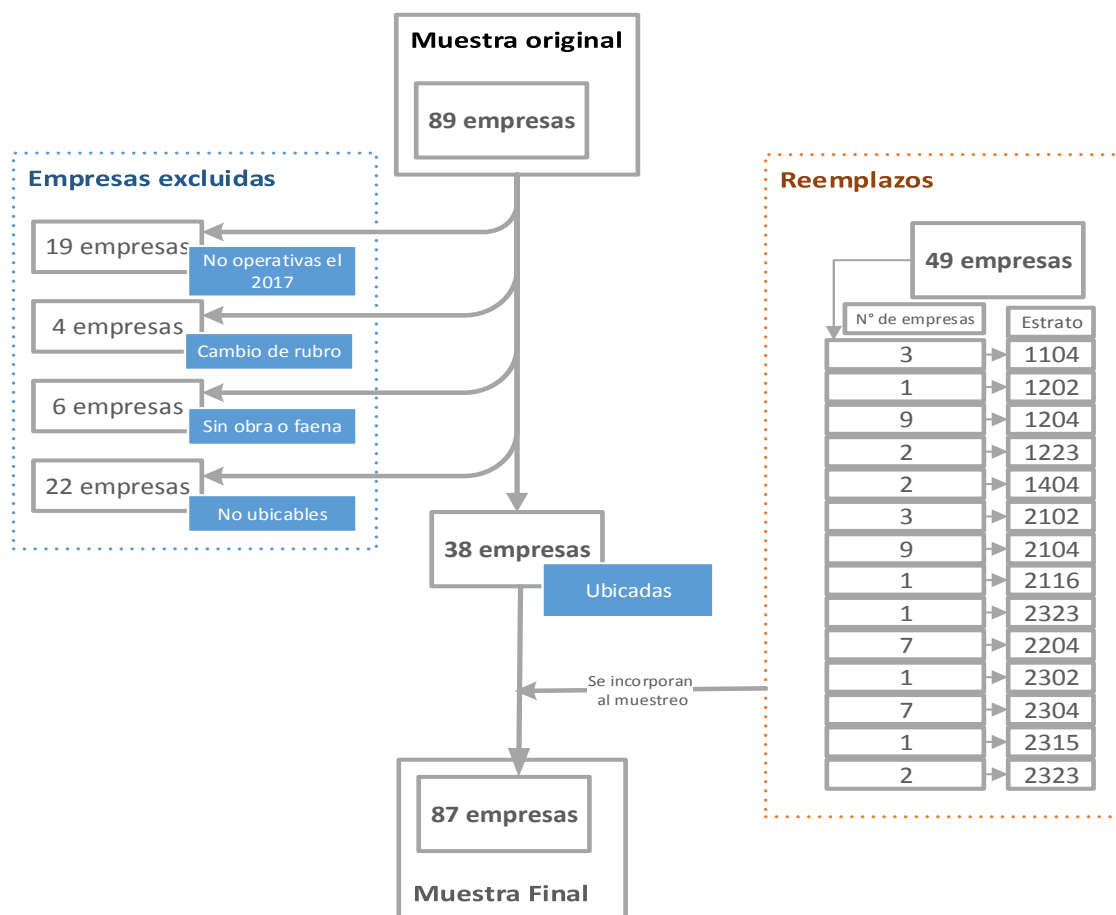 Muestra original
89 empresas
Empresas excluidas
19 empresas
No operativas el
2017
4 empresas
Cambio de rubro
6 empresas
Sin obra o faena
22 empresas
No ubicables
38 empresas
Ubicadas
Reemplazos
49 empresas
N° de empresas Estrato
3 1104
1 1202
9 1204
2 1223
2 1404
3 2102
9 2104
1 2116
1 2323
7 2204
1 2302
7 2304
1 2315
2 2323
Se incorporan
al muestreo
87 empresas
Muestra Final